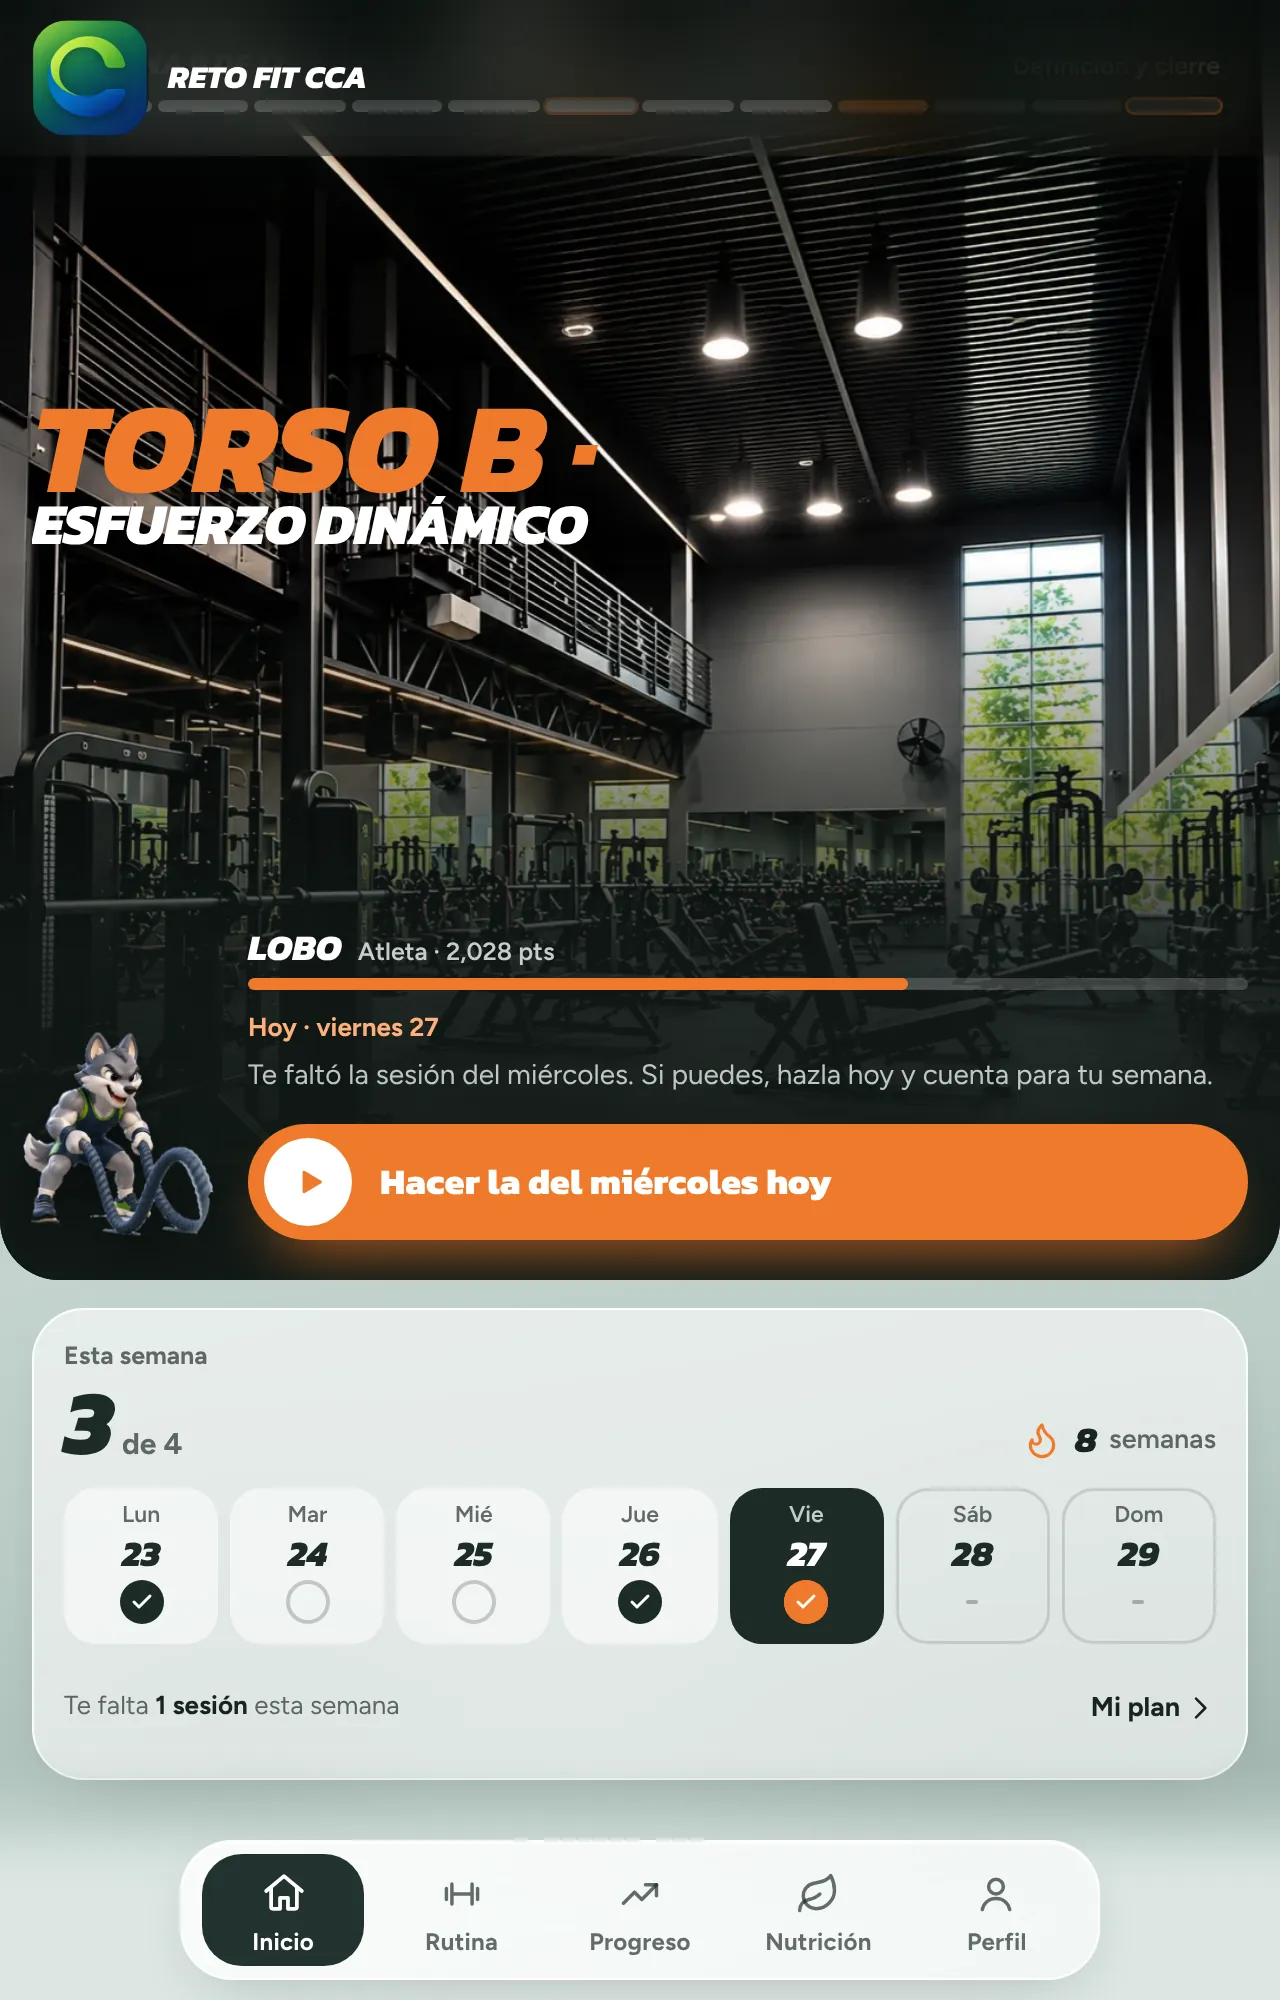 RETO FIT CCA
Definición y cierre
TORSO B ·
ESFUERZO DINÁMICO
LOBO Atleta · 2,028 pts
Hoy · viernes 27
Te faltó la sesión del miércoles. Si puedes, hazla hoy y cuenta para tu semana.
Hacer la del miércoles hoy
Esta semana
3 de 4
8 semanas
Lun Mar Mié Jue Vie Sáb Dom
23 24 25 26 27 28 29
Te falta 1 sesión esta semana
Mi plan
Inicio Rutina Progreso Nutrición Perfil